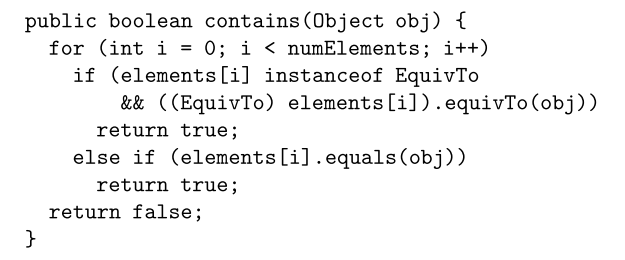 public boolean contains(Object obj) {
  for (int i = 0; i < numElements; i++)
    if (elements[i] instanceof EquivTo
        && ((EquivTo) elements[i]).equivTo(obj))
      return true;
    else if (elements[i].equals(obj))
      return true;
  return false;
}